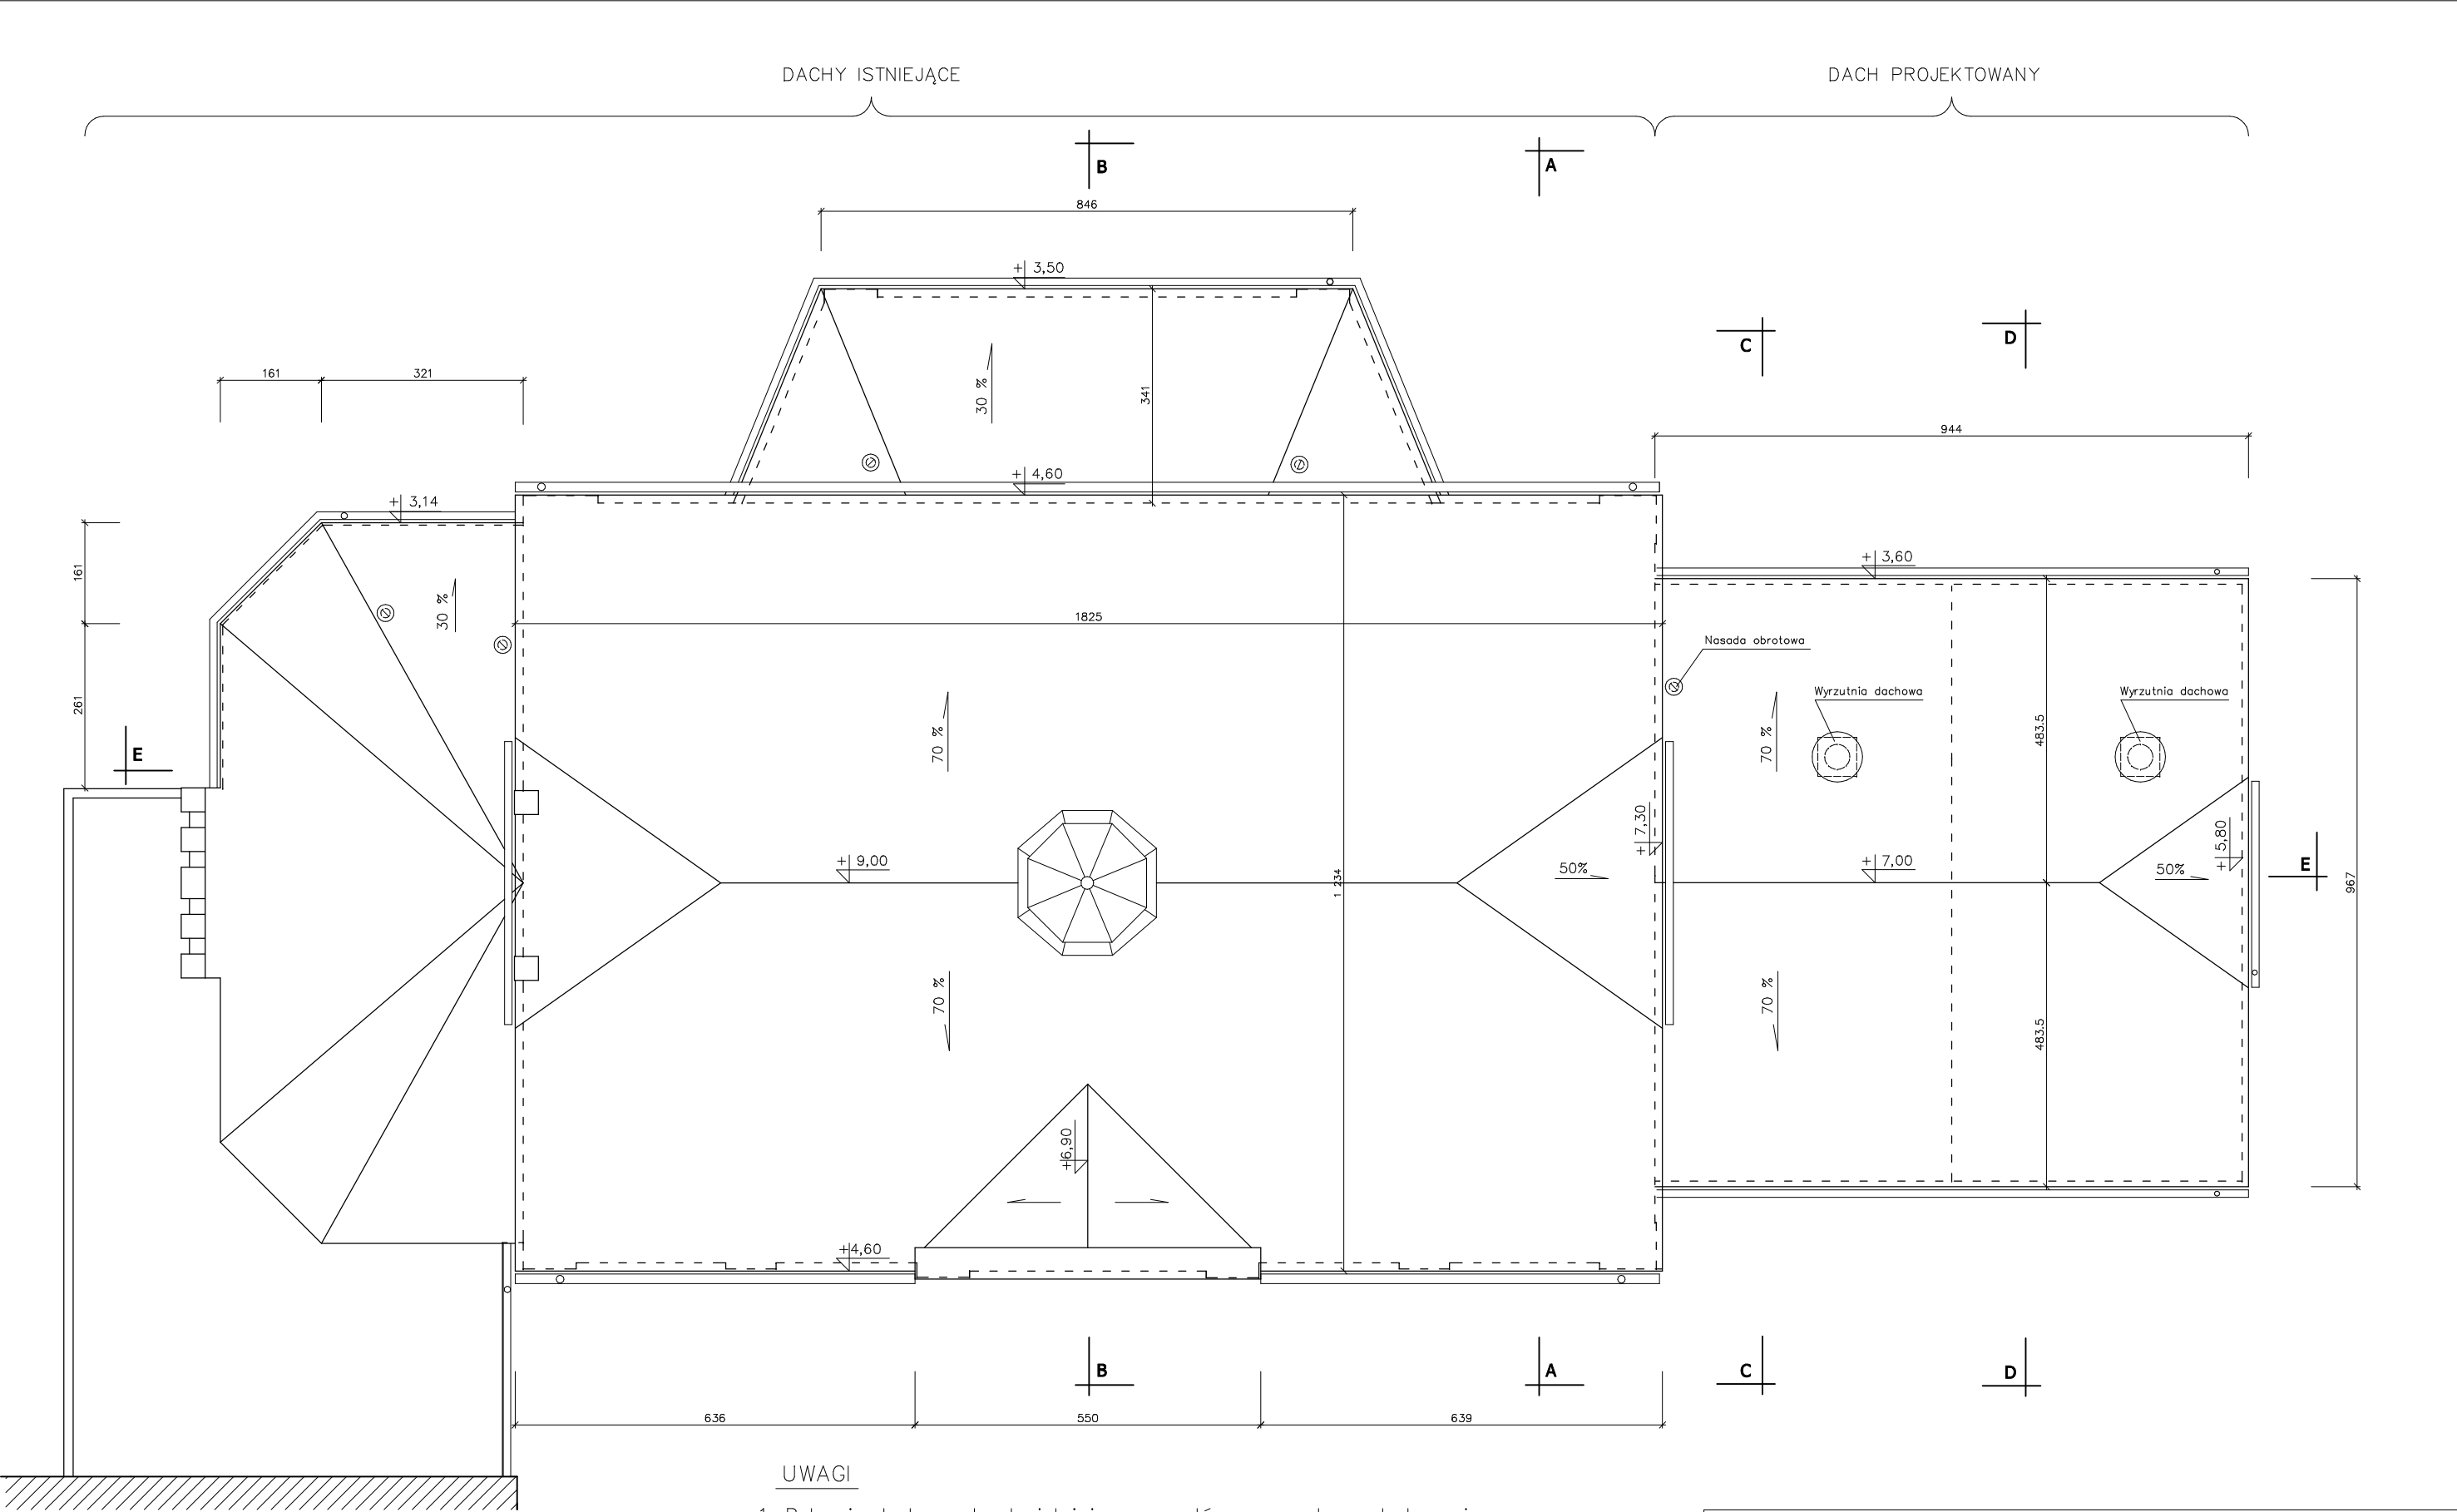 DACHY ISTNIEJĄCE
DACH PROJEKTOWANY
B
A
846
+ 3,50
C
D
161
321
30 %
341
944
+ 4,60
+ 3,14
161
30 %
+ 3,60
1825
Nasada obrotowa
261
70 %
70 %
Wyrzutnia dachowa
Wyrzutnia dachowa
483.5
E
+ 7,30
+ 5,80
+ 9,00
50%
+ 7,00
50%
E
1 234
967
70 %
70 %
483.5
+6,90
+4,60
B
A
C
D
636
550
639
UWAGI